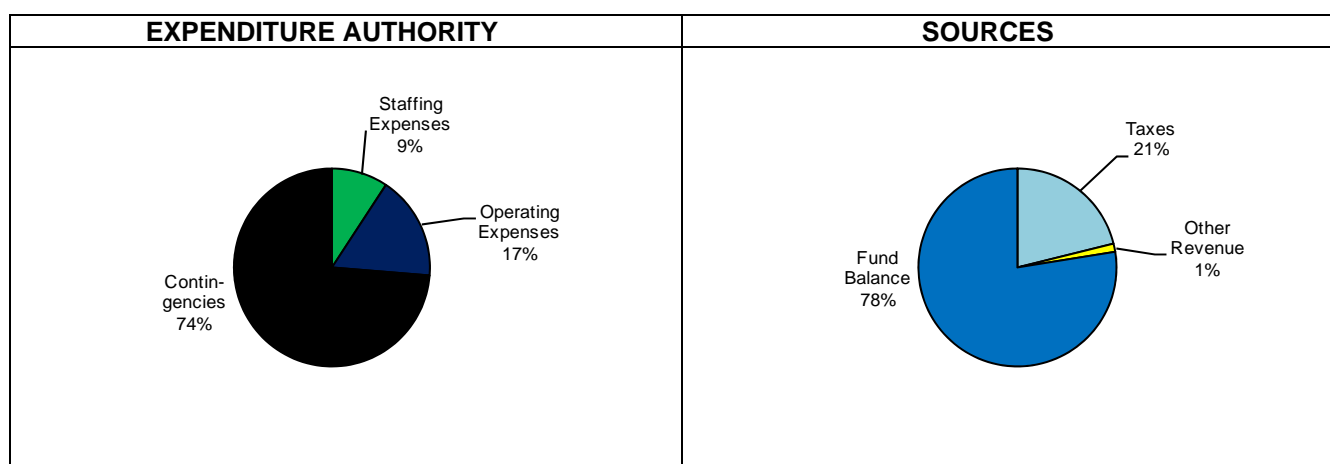 EXPENDITURE AUTHORITY
Staffing
Expenses
9%
Operating
Expenses
17%
Contin-
gencies
74%
SOURCES
Taxes
21%
Other
Revenue
1%
Fund
Balance
78%